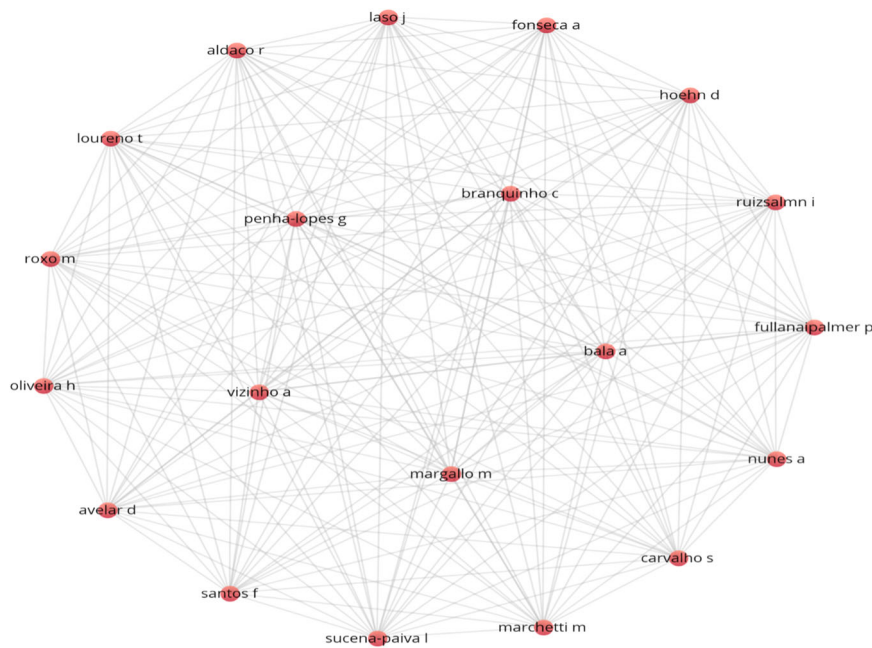 laso j
fonseca a
aldaco r
hoehn d
loureno t
branquinho c
ruizsalmn i
penha-lopes g
roxo m
fullanaipalmer p
bala a
oliveira h
vizinho a
nunes a
margallo m
avelar d
carvalho s
santos f
marchetti m
sucena-paiva l